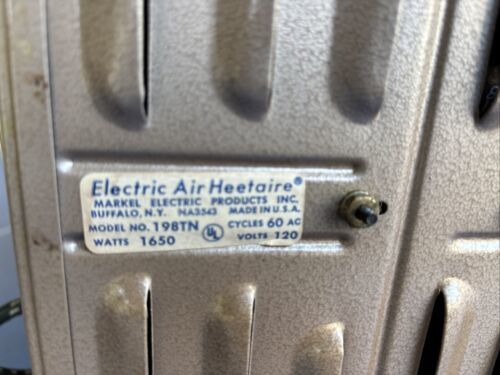 Electric Air Heetaire®
MARKEL ELECTRIC PRODUCTS INC.
BUFFALO, N.Y. NA3543 MADE IN U.S.A.
MODEL NO. 198TN UL CYCLES 60 AC
WATTS 1650 VOLTS 120